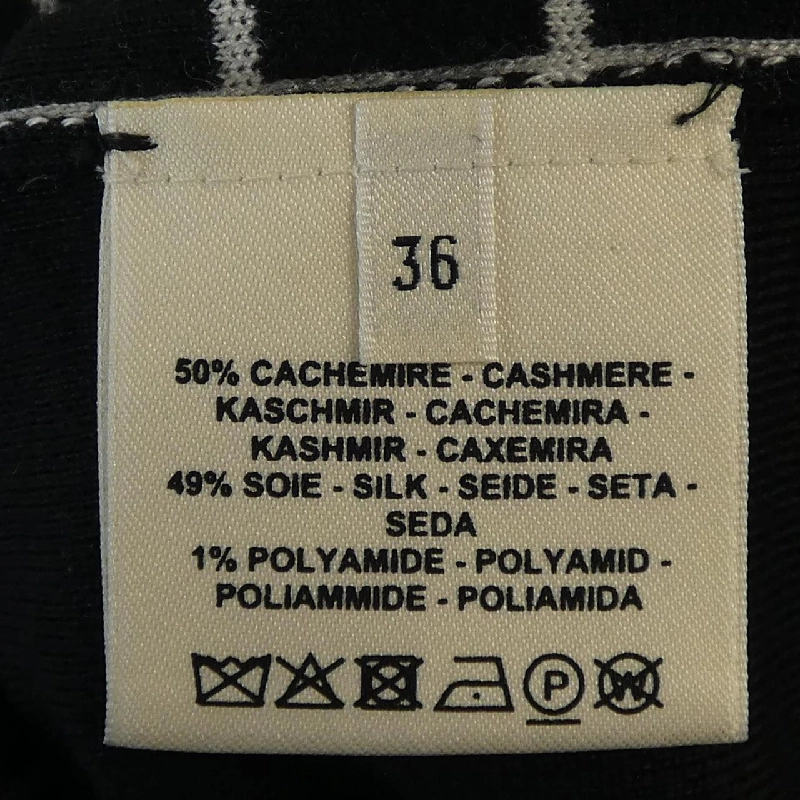 36
50% CACHEMIRE - CASHMERE -
KASCHMIR - CACHEMIRA -
KASHMIR - CAXEMIRA
49% SOIE - SILK - SEIDE - SETA -
SEDA
1% POLYAMIDE - POLYAMID -
POLIAMMIDE - POLIAMIDA
P W